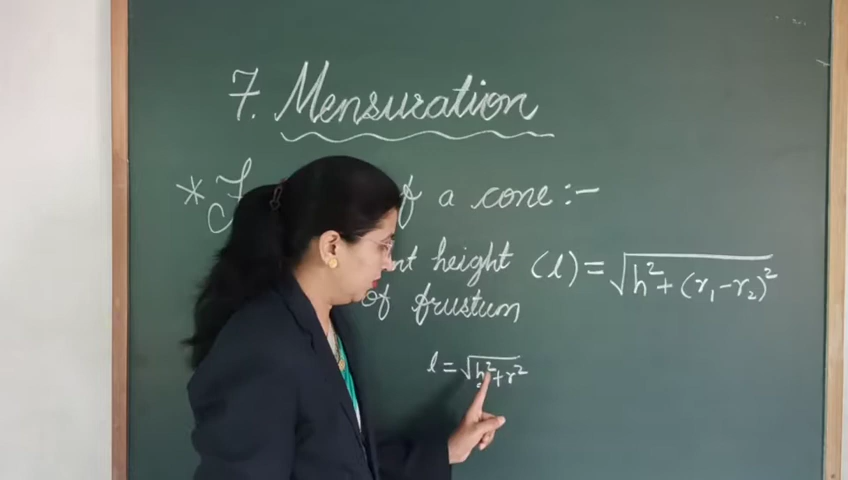 7. Mensuration
* of a cone :-
height (l) = √h² + (r₁ - r₂)²
of frustum
l = √h² + r²